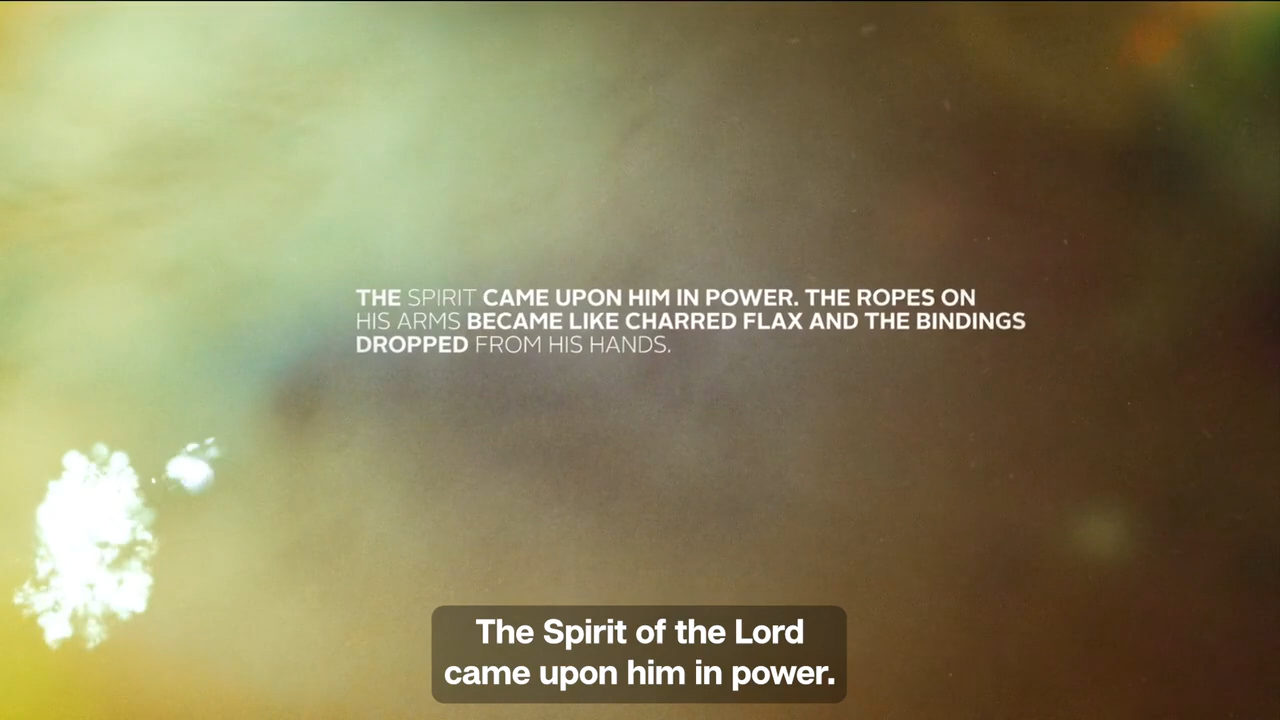 THE SPIRIT CAME UPON HIM IN POWER. THE ROPES ON
HIS ARMS BECAME LIKE CHARRED FLAX AND THE BINDINGS
DROPPED FROM HIS HANDS.
The Spirit of the Lord
came upon him in power.